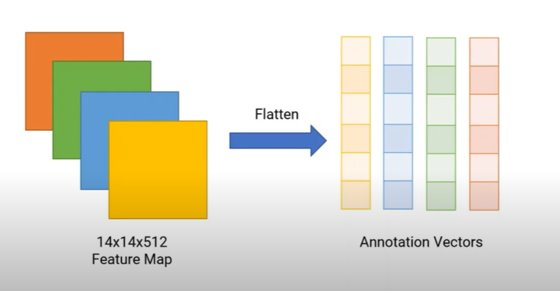 Flatten
14x14x512
Feature Map
Annotation Vectors